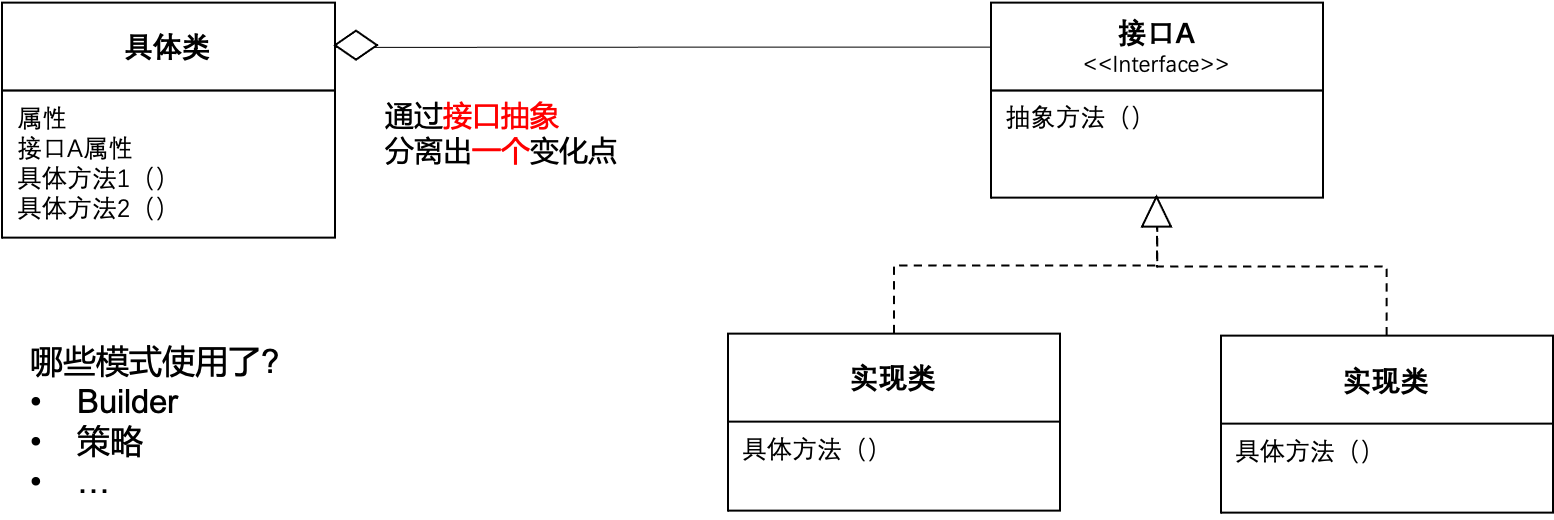 具体类
属性
接口A属性
具体方法1（）
具体方法2（）
通过接口抽象
分离出一个变化点
接口A
<<Interface>>
抽象方法（）
哪些模式使用了?
• Builder
• 策略
• …
实现类
具体方法（）
实现类
具体方法（）